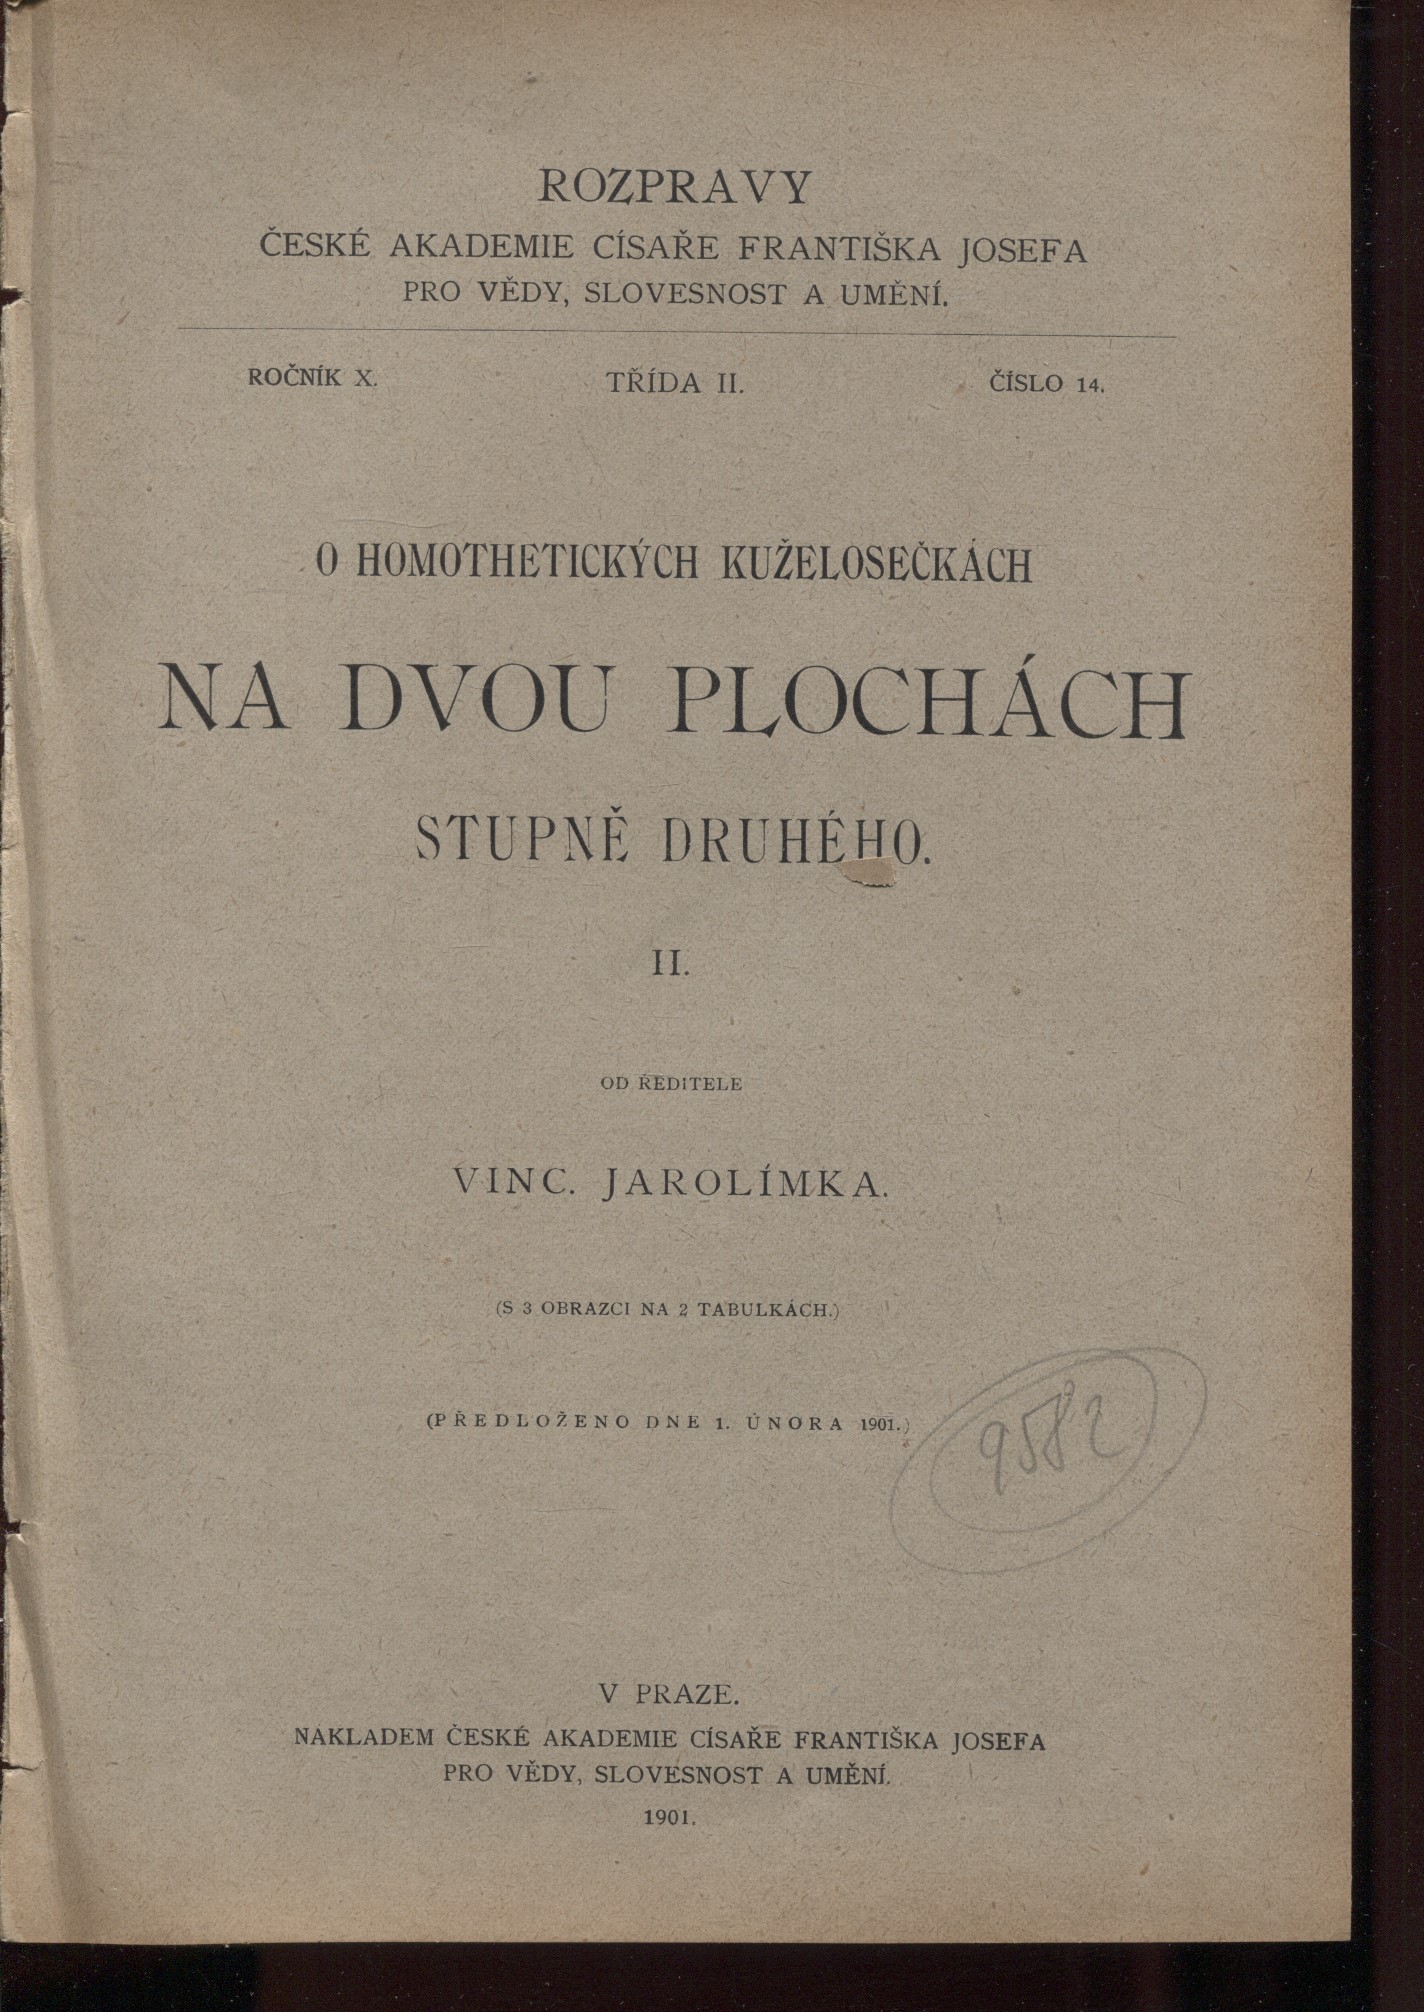 ROZPRAVY
ČESKÉ AKADEMIE CÍSAŘE FRANTIŠKA JOSEFA
PRO VĚDY, SLOVESNOST A UMĚNÍ.
ROČNÍK X. TŘÍDA II. ČÍSLO 14.
O HOMOTHETICKÝCH KUŽELOSEČKÁCH
NA DVOU PLOCHÁCH
STUPNĚ DRUHÉHO.
II.
OD ŘEDITELE
VINC. JAROLÍMKA.
(S 3 OBRAZCI NA 2 TABULKÁCH.)
(PŘEDLOŽENO DNE 1. ÚNORA 1901.)
9582
V PRAZE.
NÁKLADEM ČESKÉ AKADEMIE CÍSAŘE FRANTIŠKA JOSEFA
PRO VĚDY, SLOVESNOST A UMĚNÍ.
1901.